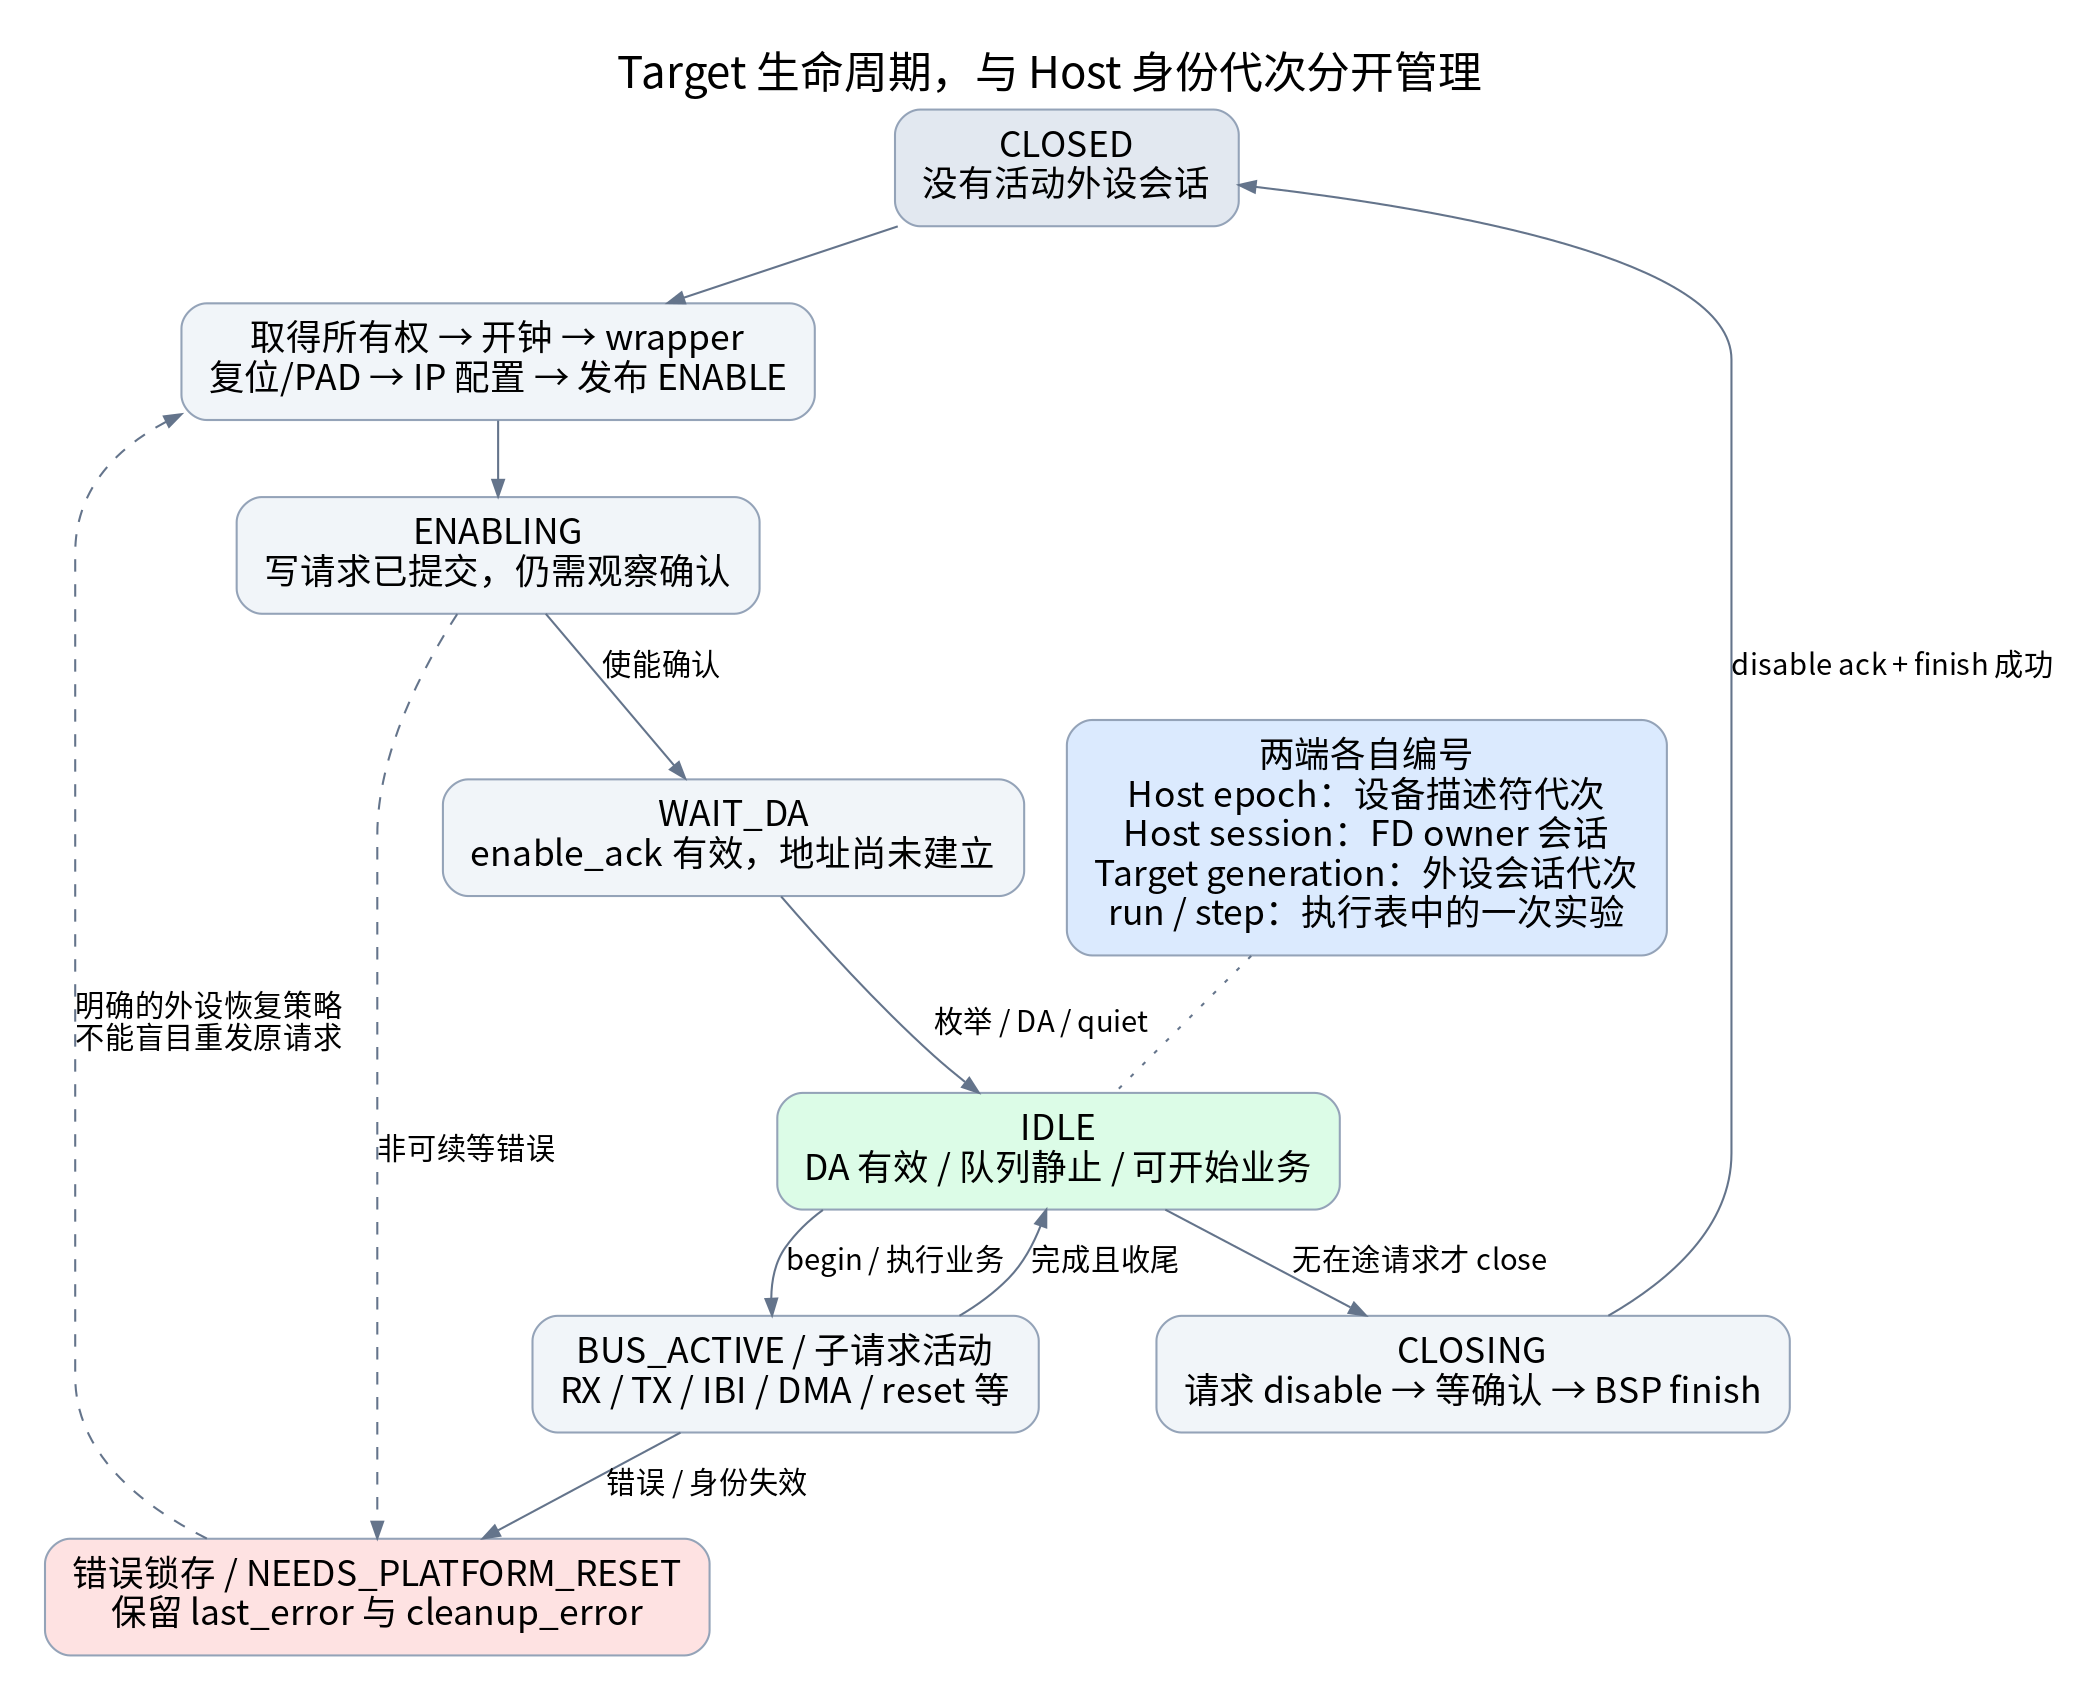 Target 生命周期，与 Host 身份代次分开管理
CLOSED
没有活动外设会话
取得所有权 → 开钟 → wrapper
复位/PAD → IP 配置 → 发布 ENABLE
ENABLING
写请求已提交，仍需观察确认
使能确认
disable ack + finish 成功
两端各自编号
Host epoch：设备描述符代次
Host session：FD owner 会话
Target generation：外设会话代次
run / step：执行表中的一次实验
WAIT_DA
enable_ack 有效，地址尚未建立
明确的外设恢复策略
不能盲目重发原请求
枚举 / DA / quiet
非可续等错误
IDLE
DA 有效 / 队列静止 / 可开始业务
begin / 执行业务
完成且收尾
无在途请求才 close
BUS_ACTIVE / 子请求活动
RX / TX / IBI / DMA / reset 等
CLOSING
请求 disable → 等确认 → BSP finish
错误 / 身份失效
错误锁存 / NEEDS_PLATFORM_RESET
保留 last_error 与 cleanup_error